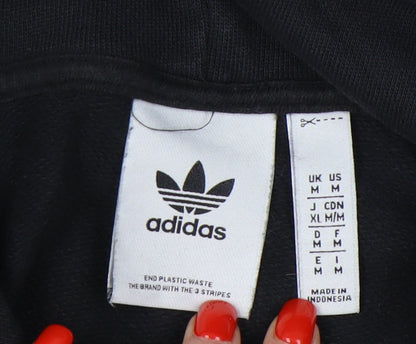 adidas
END PLASTIC WASTE
THE BRAND WITH THE 3 STRIPES
UK US
M M
J CDN
XL M/M
D F
M M
E I
M M
MADE IN
INDONESIA